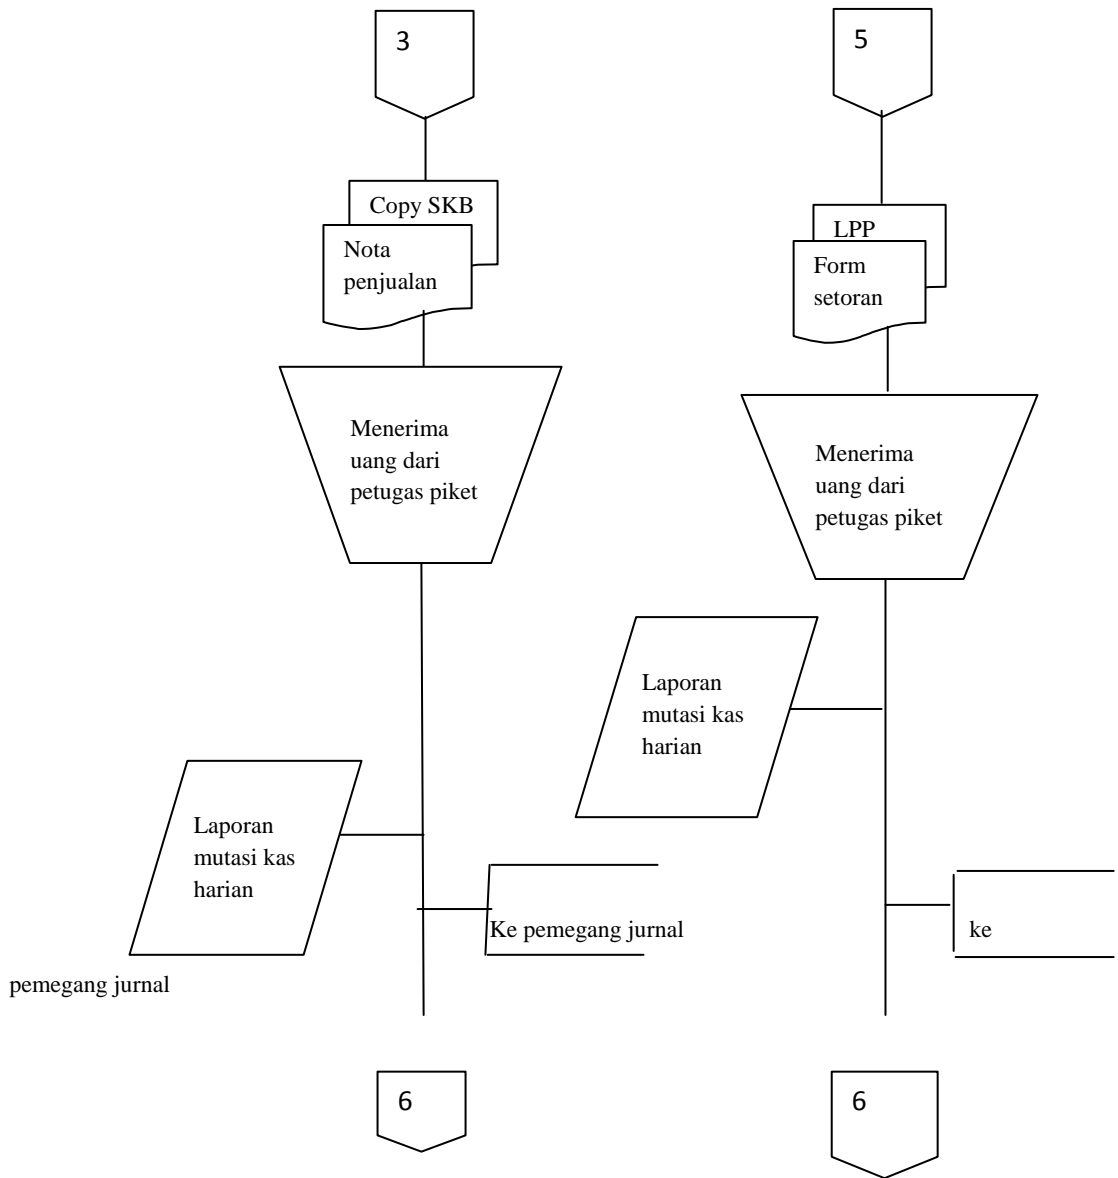 3
Copy SKB
Nota
penjualan
Menerima
uang dari
petugas piket
Laporan
mutasi kas
harian
Ke pemegang jurnal
6
5
LPP
Form
setoran
Menerima
uang dari
petugas piket
Laporan
mutasi kas
harian
ke
pemegang jurnal
6